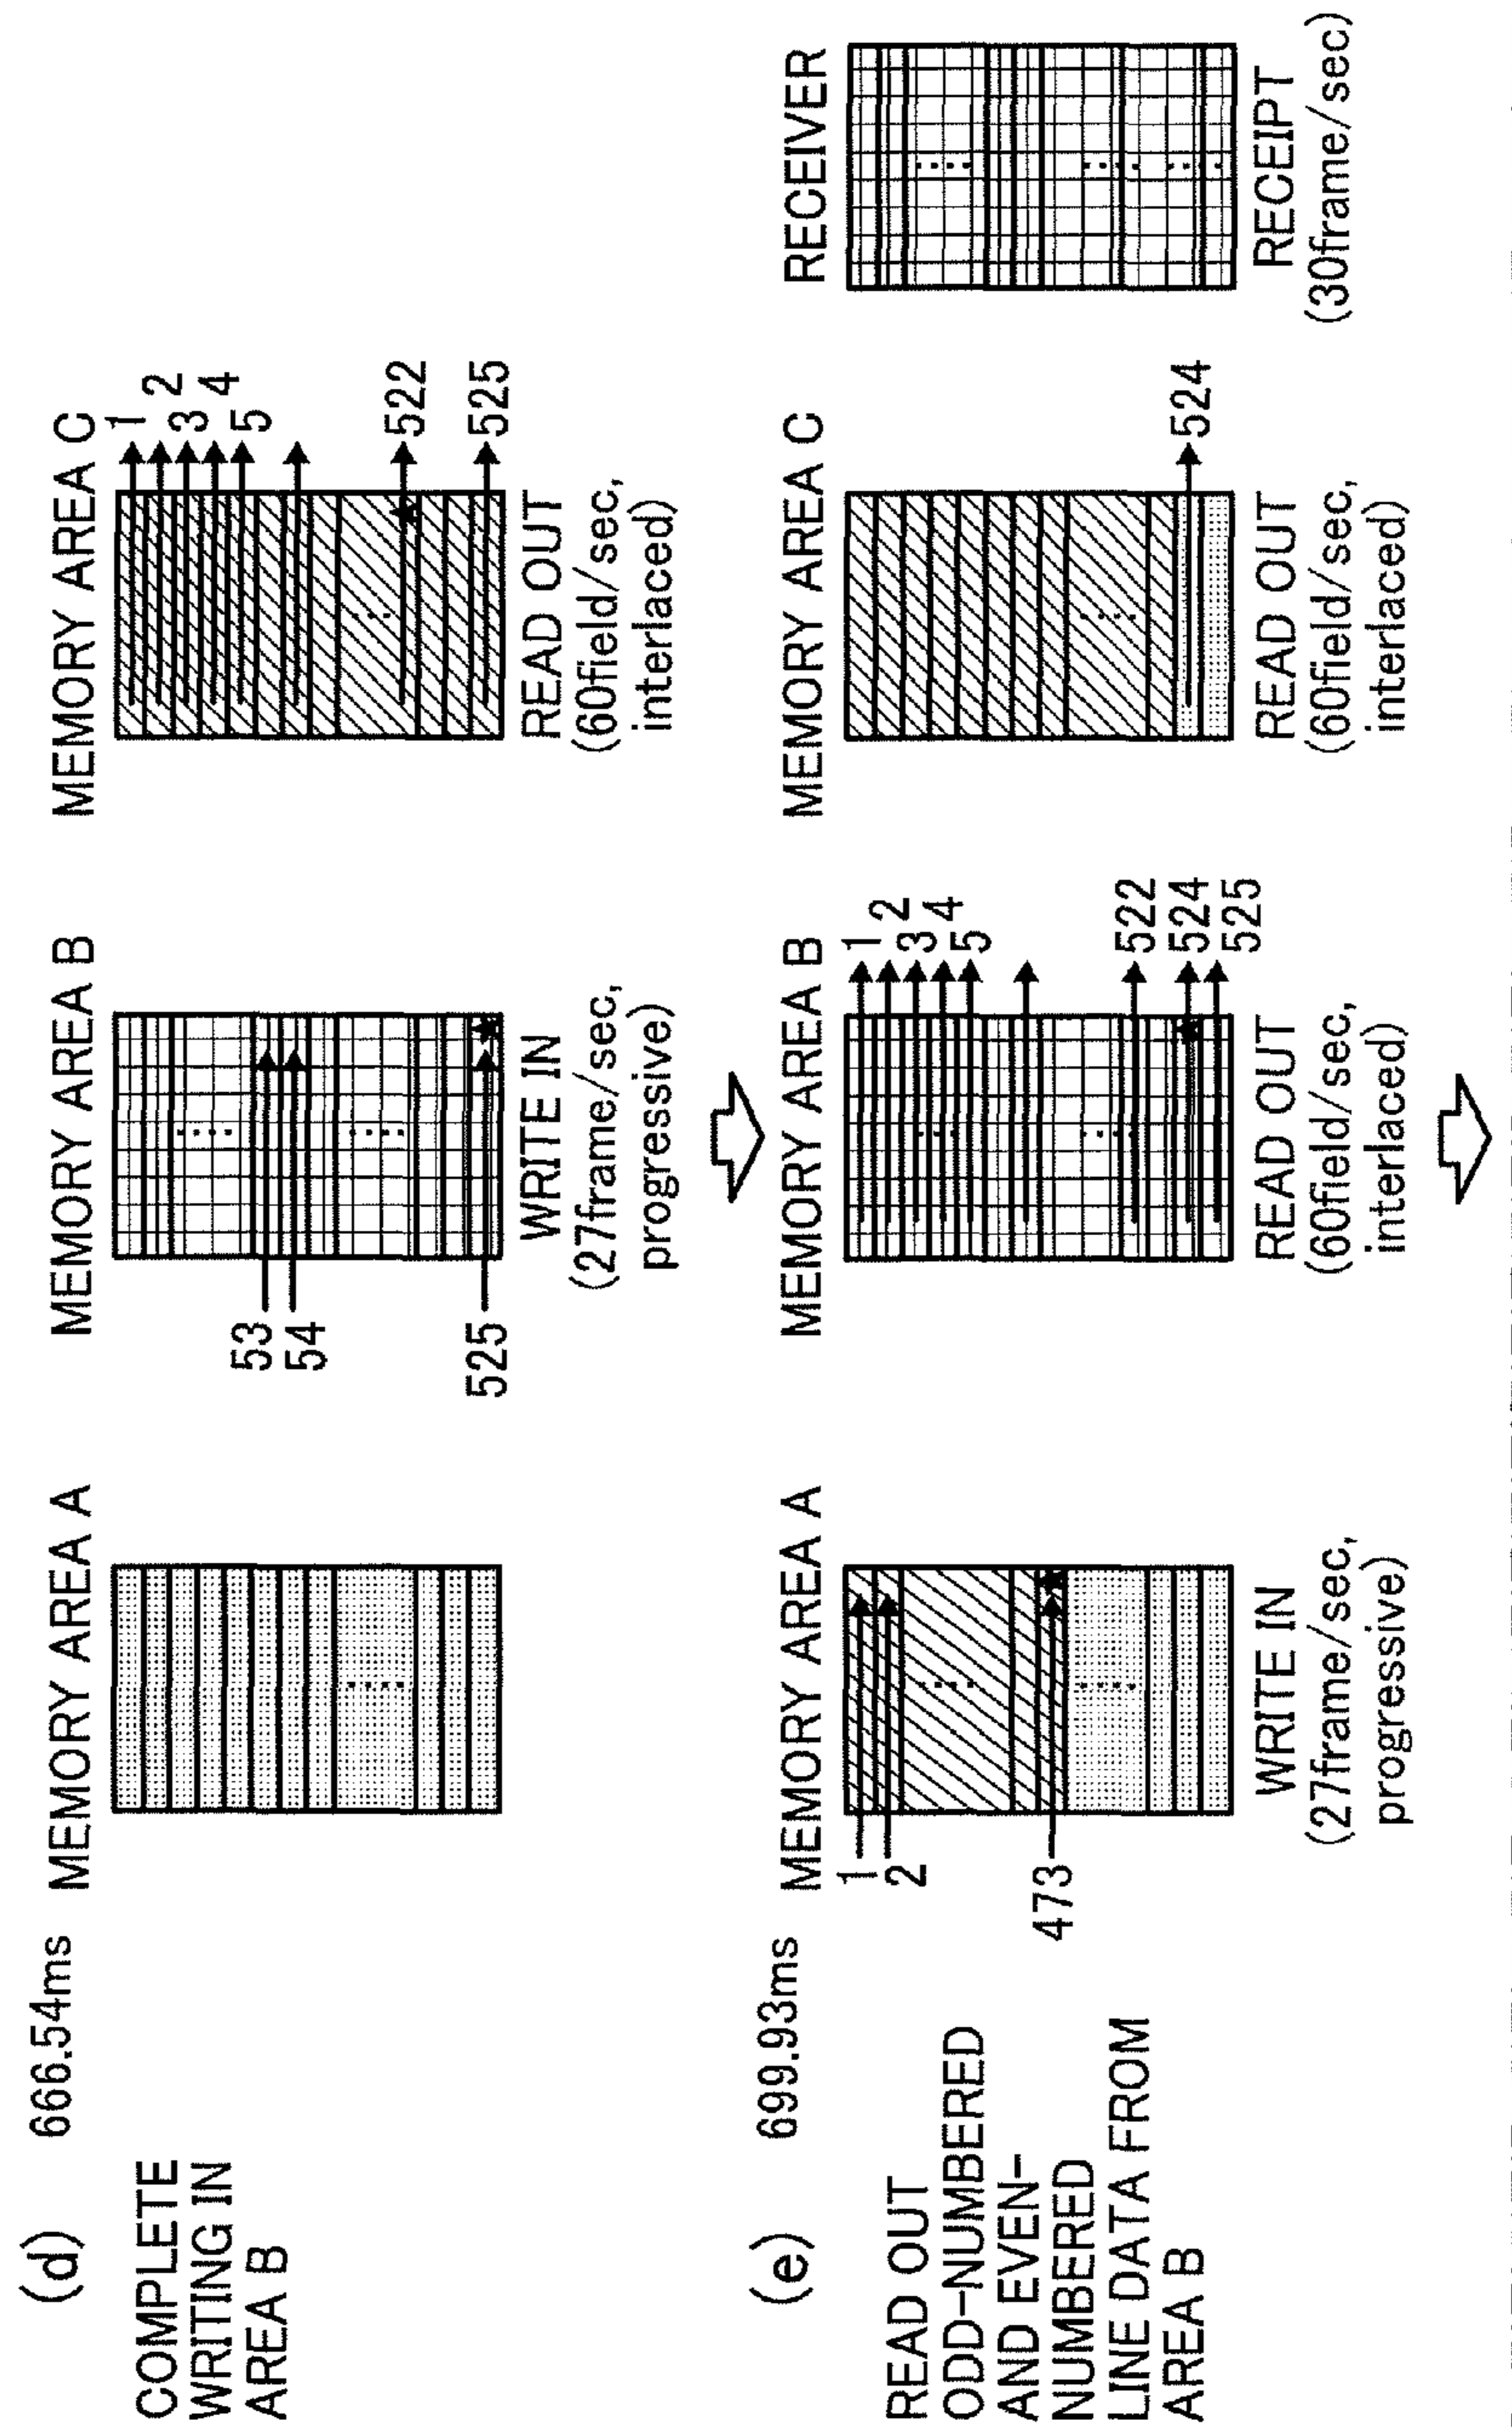 (d) 666.54ms
COMPLETE
WRITING IN
AREA B
MEMORY AREA A
MEMORY AREA B
53
54
525
WRITE IN
(27frame/sec,
progressive)
MEMORY AREA C
1
2
3
4
5
522
525
READ OUT
(60field/sec,
interlaced)
(e) 699.93ms
READ OUT
ODD-NUMBERED
AND EVEN-
NUMBERED
LINE DATA FROM
AREA B
MEMORY AREA A
1
2
473
WRITE IN
(27frame/sec,
progressive)
MEMORY AREA B
1
2
3
4
5
522
524
525
READ OUT
(60field/sec,
interlaced)
MEMORY AREA C
524
READ OUT
(60field/sec,
interlaced)
RECEIVER
RECEIPT
(30frame/sec)